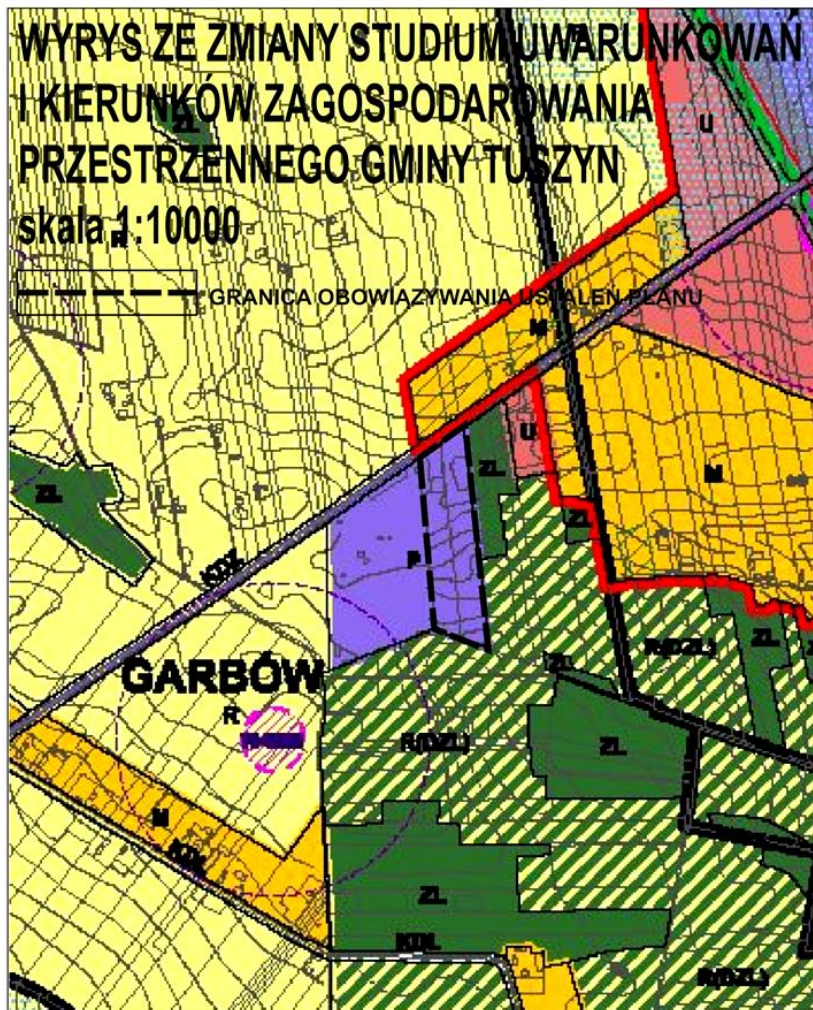 WYRYS ZE ZMIANY STUDIUM UWARUNKOWAŃ
I KIERUNKÓW ZAGOSPODAROWANIA
PRZESTRZENNEGO GMINY TUSZYN
skala 1:10000
GRANICA OBOWIĄZYWANIA USTALEŃ PLANU
ZL
R
U
M
U
ZL
M
ZL
ZL
P
KDZ
R(DZL)
ZL
ZL
GARBÓW
R
R(DZL)
ZL
M
ZL
KDL
R(DZL)